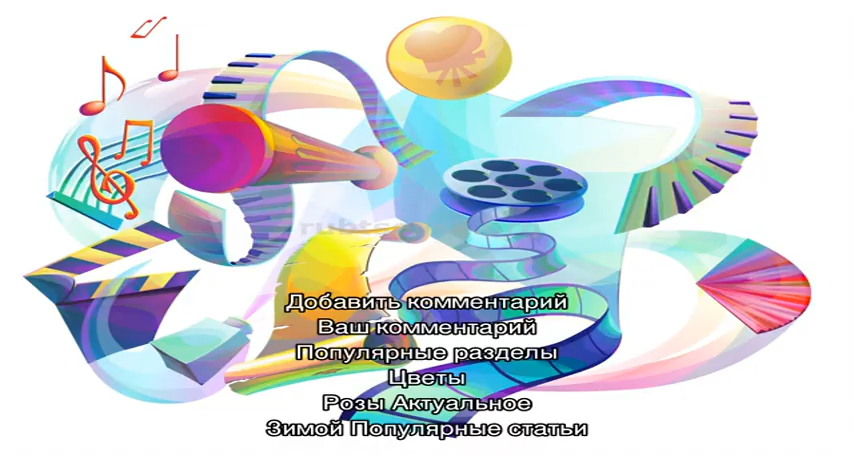 Добавить комментарий
Ваш комментарий
Популярные разделы
Цветы
Розы Актуальное
Зимой Популярные статьи